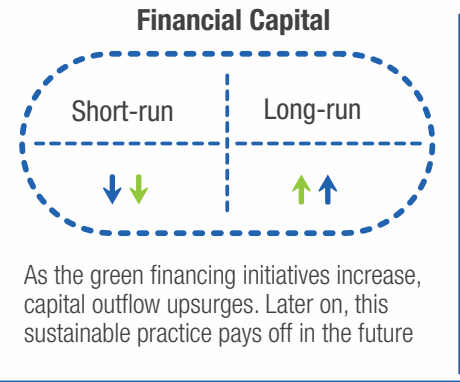 Financial Capital
Short-run
Long-run
As the green financing initiatives increase,
capital outflow upsurges. Later on, this
sustainable practice pays off in the future